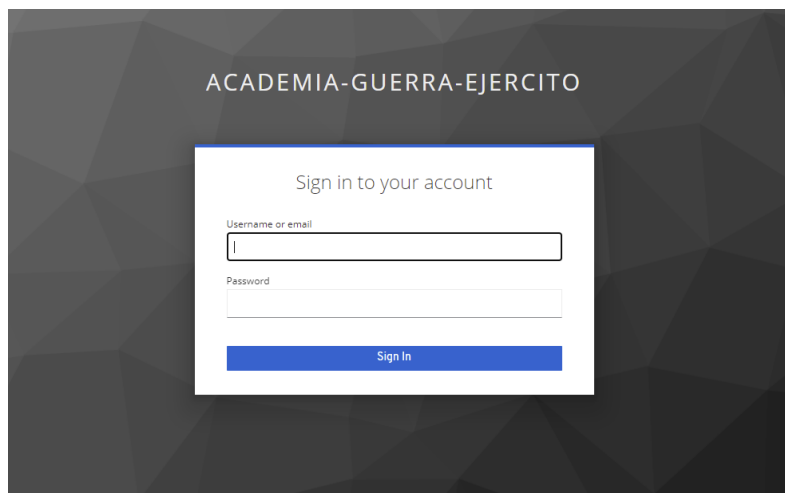 ACADEMIA-GUERRA-EJERCITO
Sign in to your account
Username or email
Password
Sign In